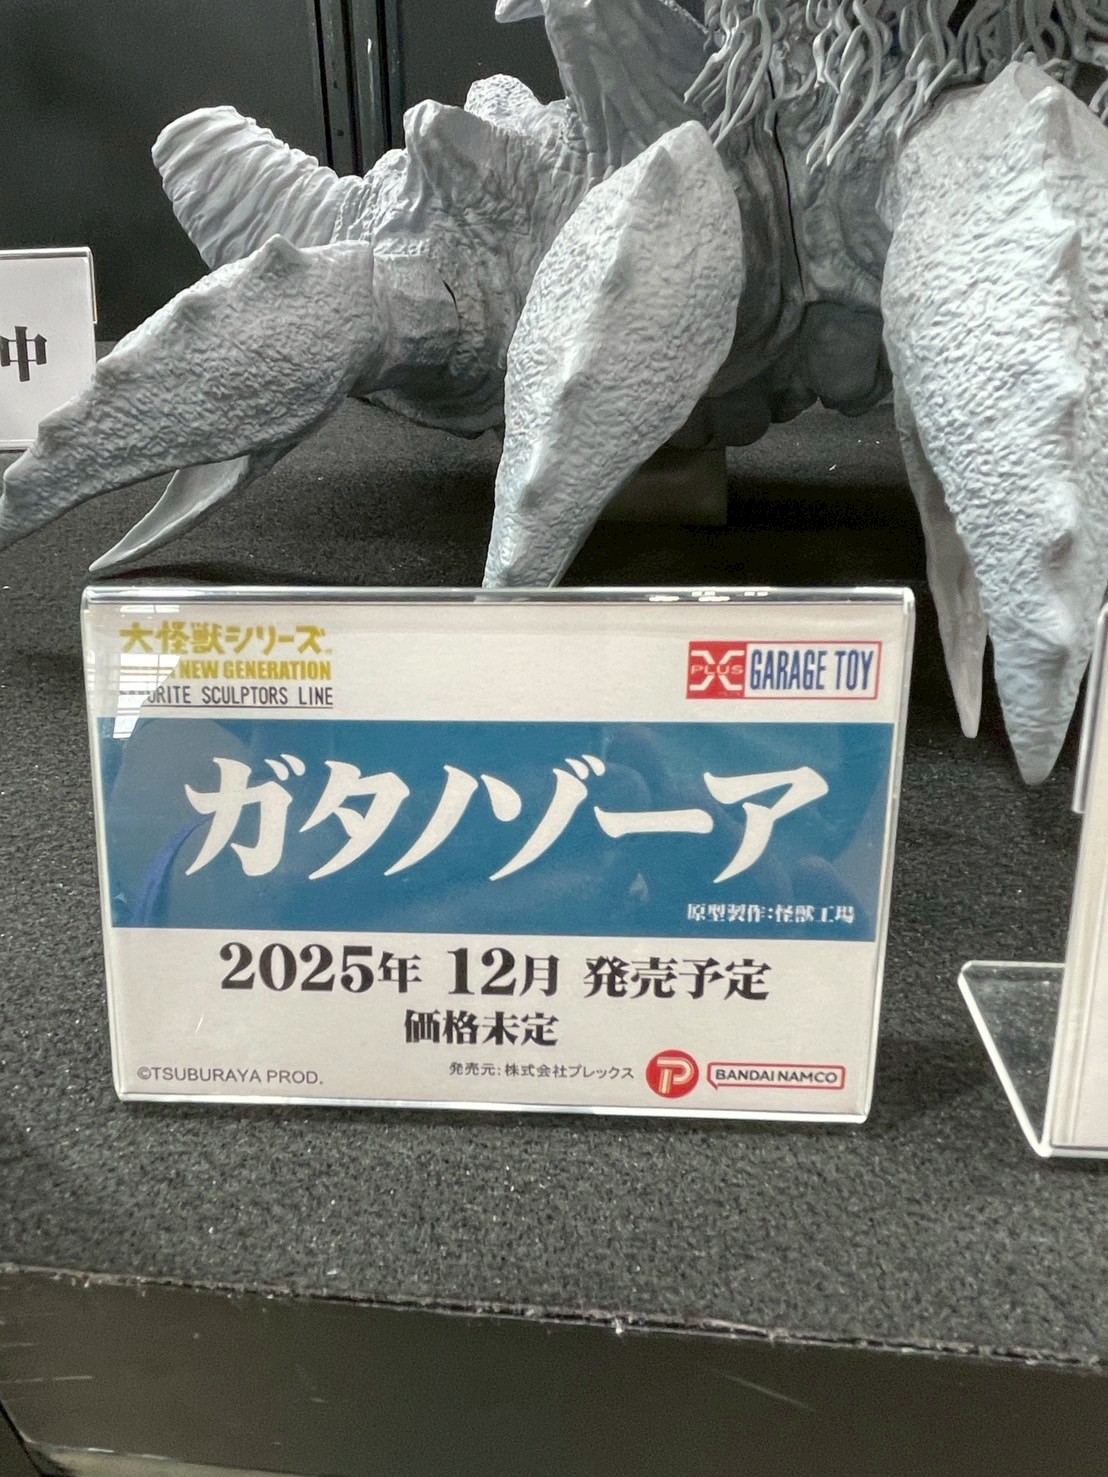 中
大怪獣シリーズ
NEW GENERATION
SCULPTORS LINE
X PLUS GARAGE TOY
ガタノゾーア
原型製作:怪獣工場
2025年 12月 発売予定
価格未定
©TSUBURAYA PROD.
発売元:株式会社プレックス
P
BANDAI NAMCO